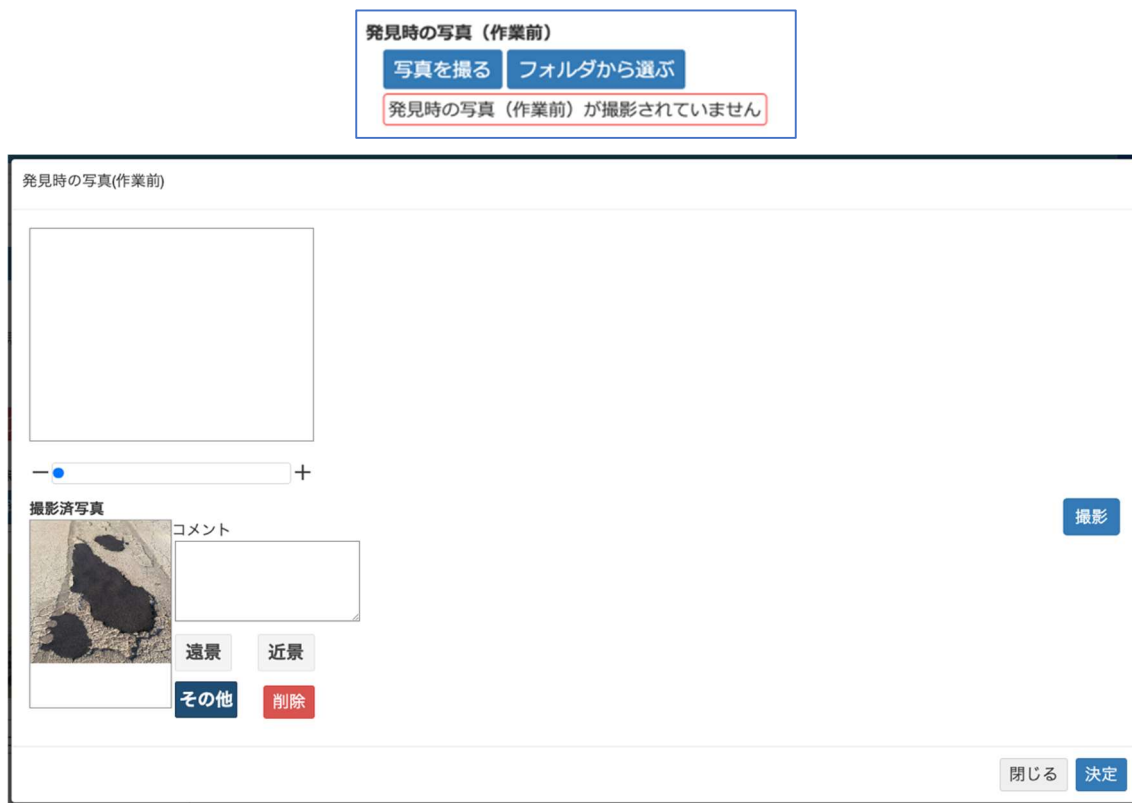 発見時の写真（作業前）
写真を撮る フォルダから選ぶ
発見時の写真（作業前）が撮影されていません
発見時の写真(作業前)
撮影済写真
コメント
撮影
遠景 近景
その他 削除
閉じる 決定